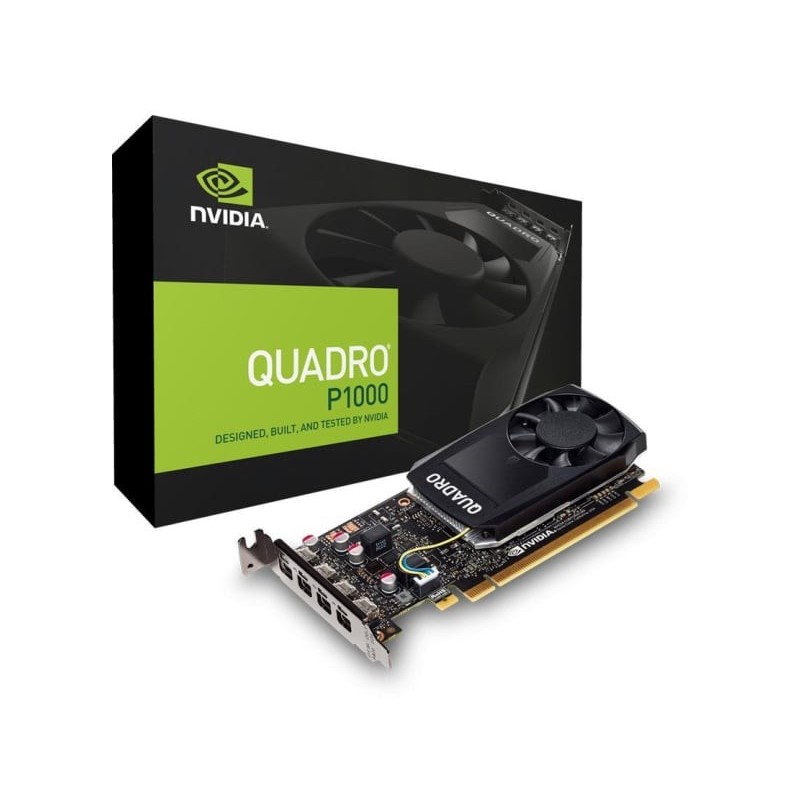 NVIDIA.
QUADRO
QUADRO®
P1000
DESIGNED, BUILT, AND TESTED BY NVIDIA
QUADRO
NVIDIA.